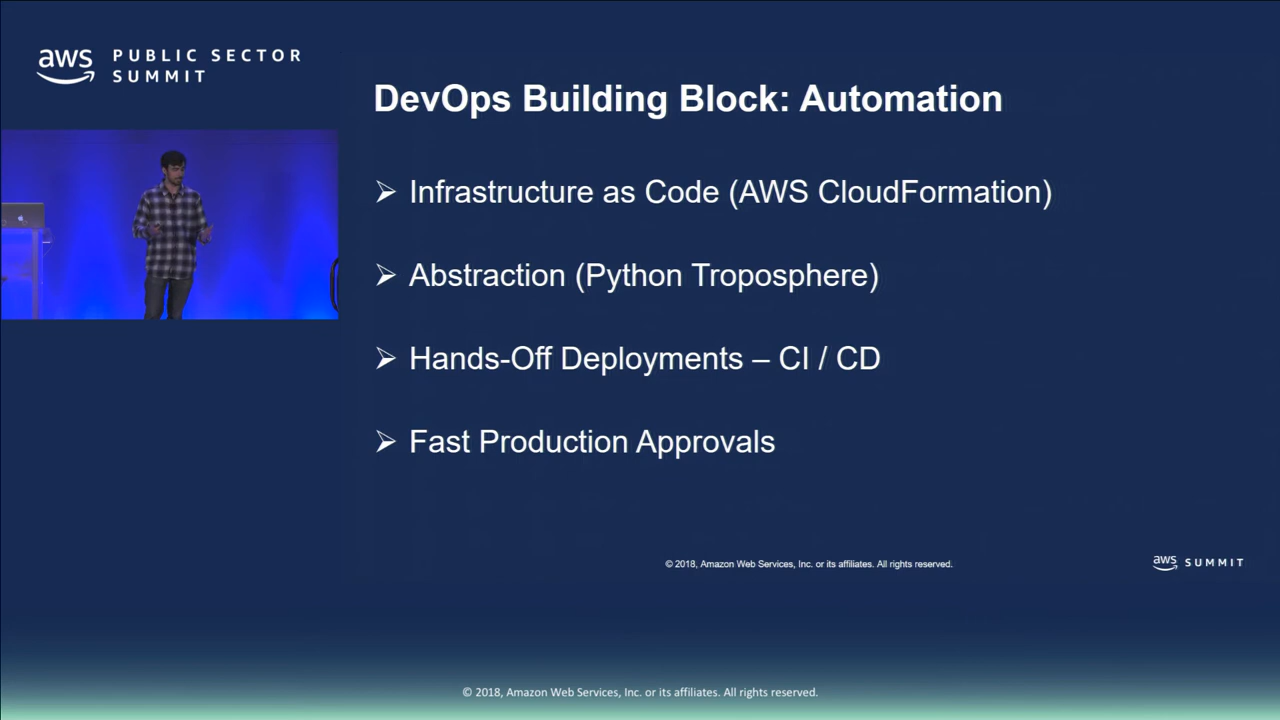 aws PUBLIC SECTOR
SUMMIT
DevOps Building Block: Automation
➢ Infrastructure as Code (AWS CloudFormation)
➢ Abstraction (Python Troposphere)
➢ Hands-Off Deployments – CI / CD
➢ Fast Production Approvals
© 2018, Amazon Web Services, Inc. or its affiliates. All rights reserved.
aws SUMMIT
© 2018, Amazon Web Services, Inc. or its affiliates. All rights reserved.